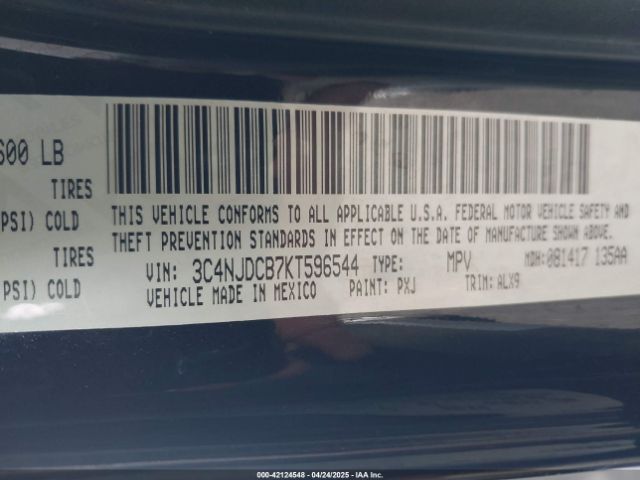 600 LB
TIRES
PSI) COLD
TIRES
PSI) COLD
THIS VEHICLE CONFORMS TO ALL APPLICABLE U.S.A. FEDERAL MOTOR VEHICLE SAFETY AND
THEFT PREVENTION STANDARDS IN EFFECT ON THE DATE OF MANUFACTURE SHOWN ABOVE.
VIN: 3C4NJDCB7KT596544 TYPE: MPV MDH: 081417 135AA
VEHICLE MADE IN MEXICO PAINT: PXJ TRIM: ALX9
000-42124548 - 04/24/2025 - IAA Inc.